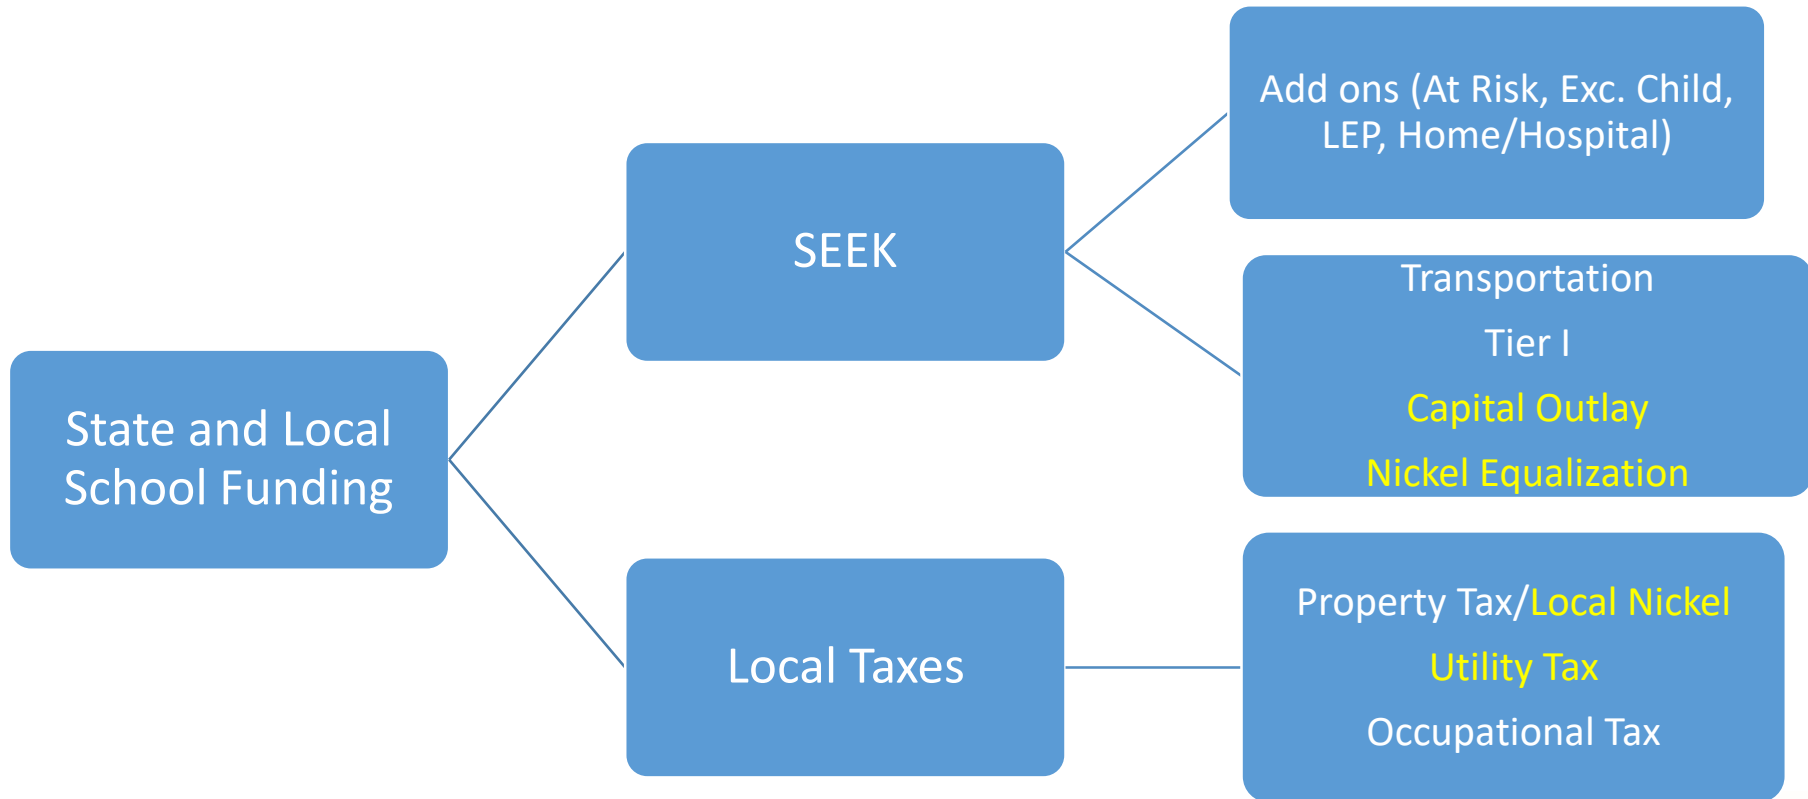 State and Local
School Funding
SEEK
Add ons (At Risk, Exc. Child,
LEP, Home/Hospital)
Transportation
Tier I
Capital Outlay
Nickel Equalization
Local Taxes
Property Tax/Local Nickel
Utility Tax
Occupational Tax